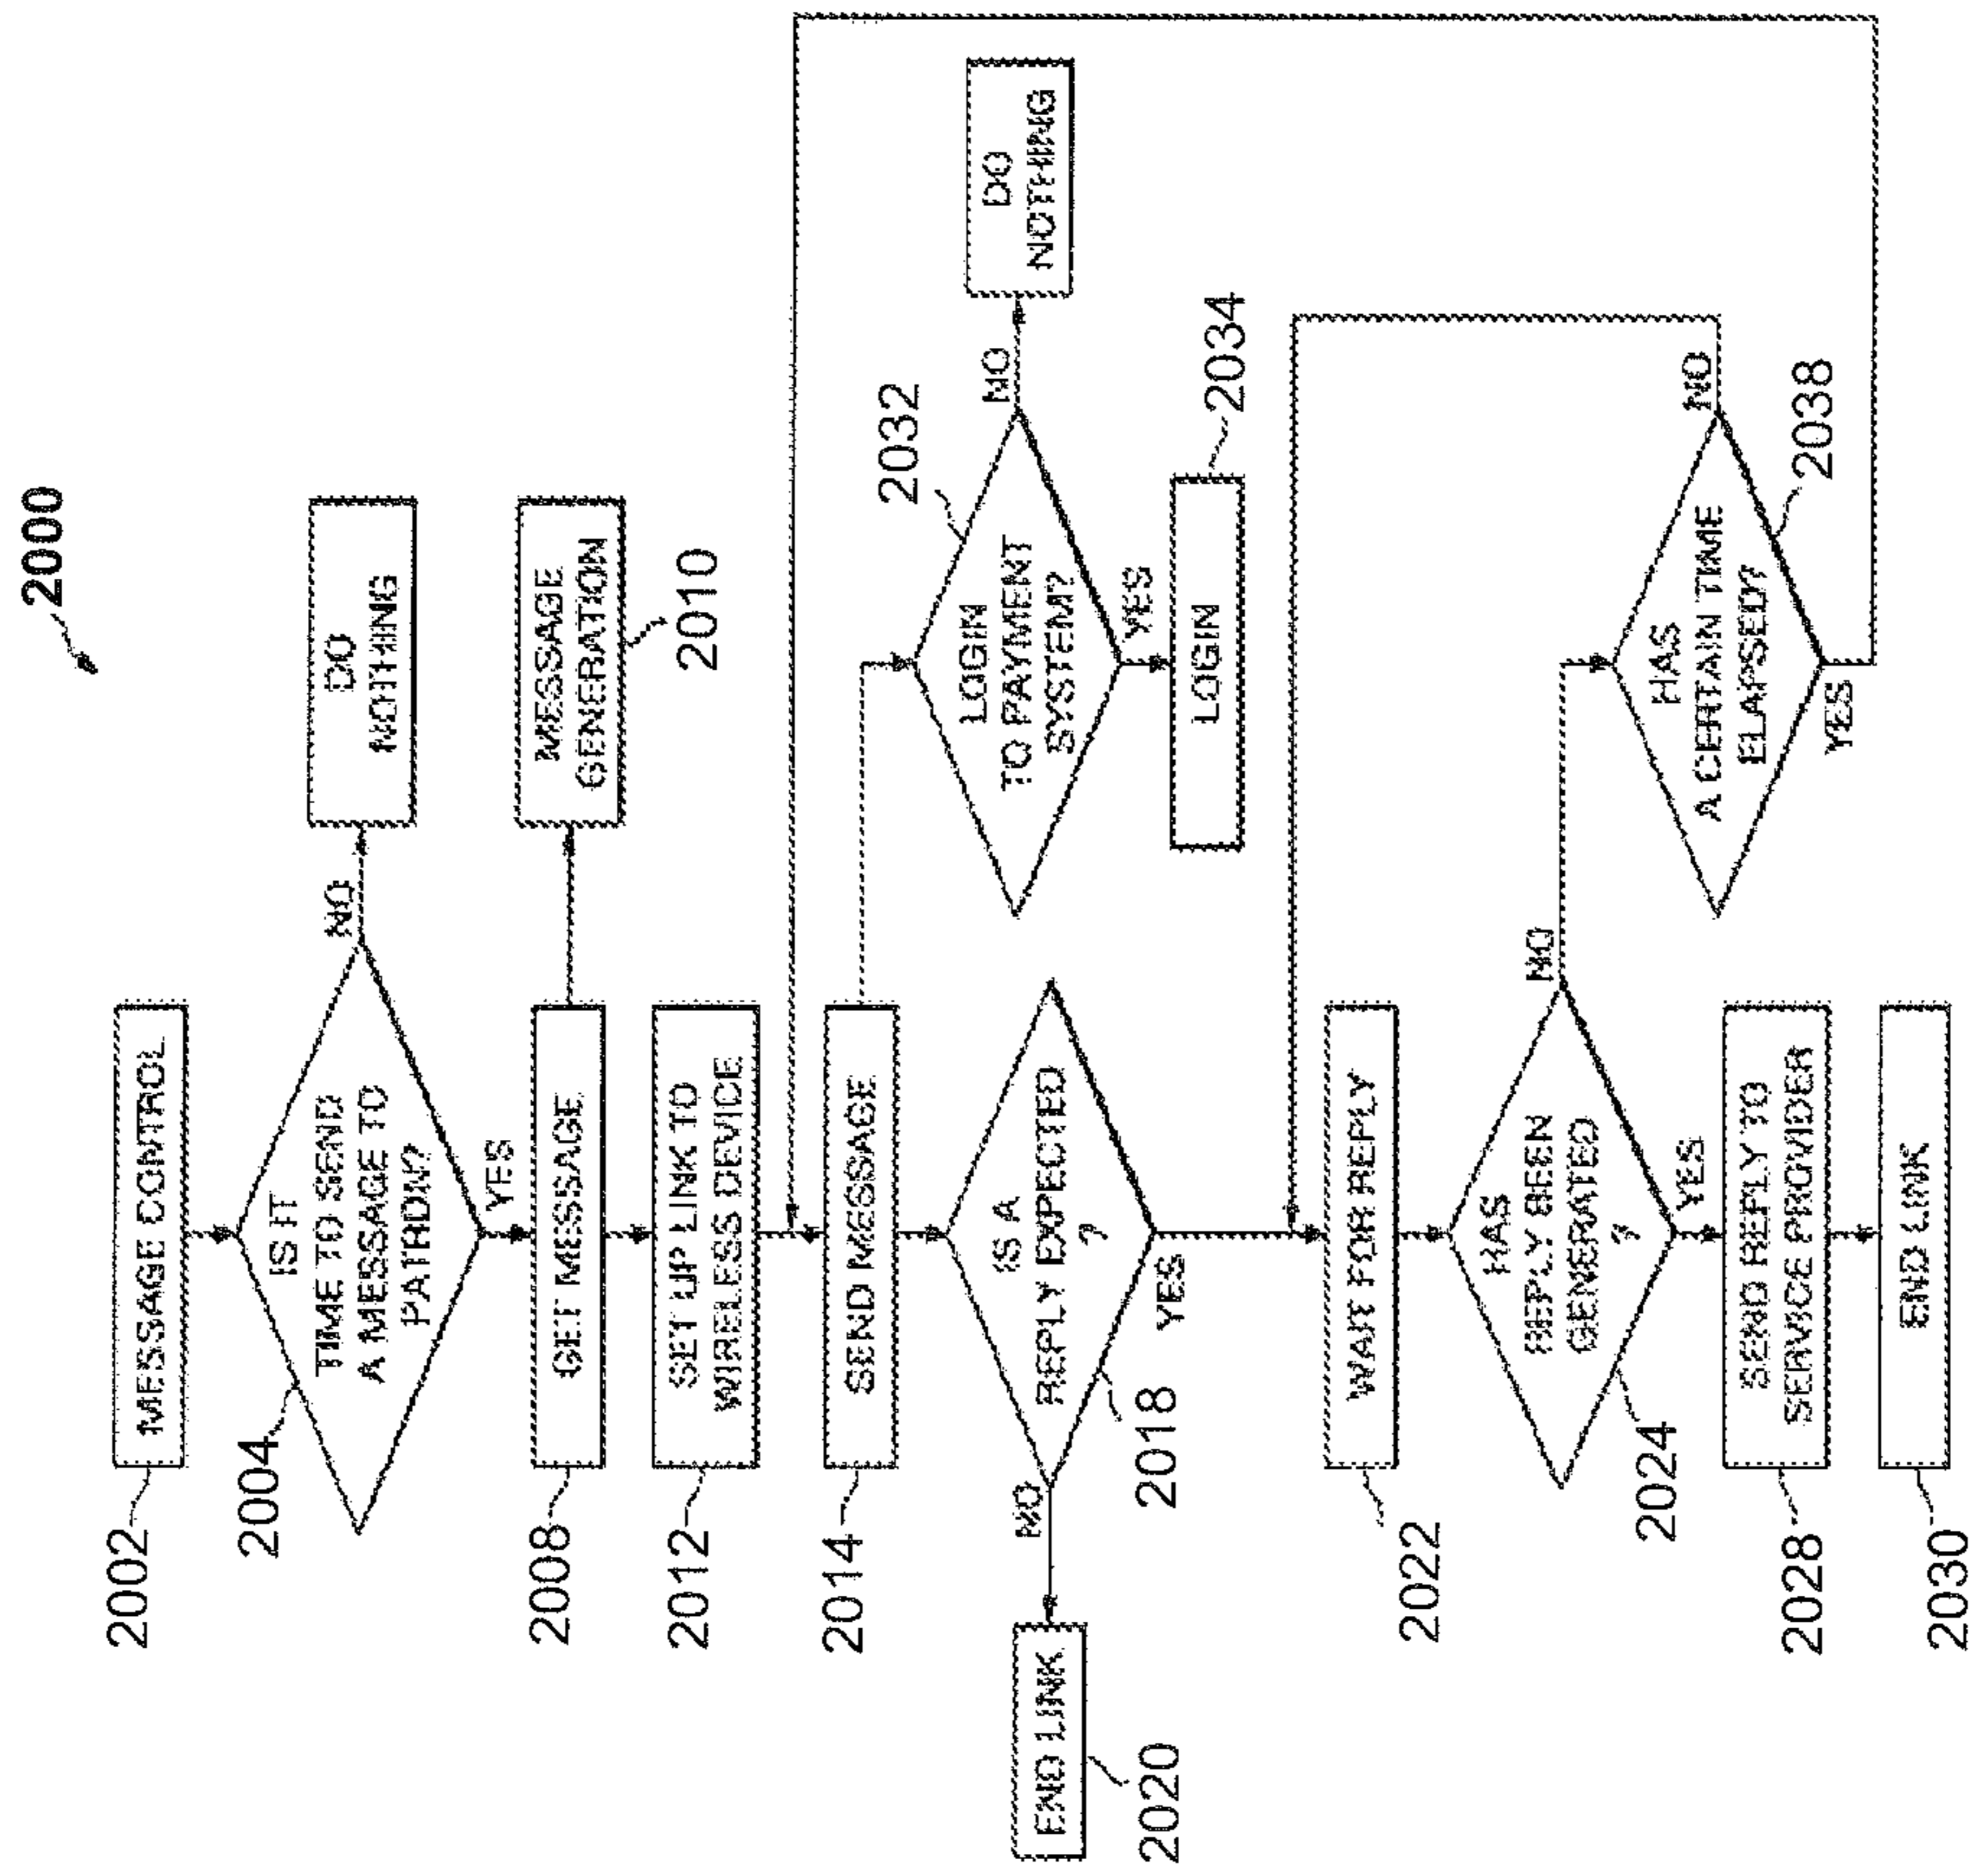 2000
2002
MESSAGE CONTROL
2004
IS IT
TIME TO SEND
A MESSAGE TO
PATRON?
NO
DO
NOTHING
YES
2008
GET MESSAGE
MESSAGE
GENERATION
2010
2012
SET UP LINK TO
WIRELESS DEVICE
2014
SEND MESSAGE
2032
LOGIN
TO PAYMENT
SYSTEM?
NO
DO
NOTHING
YES
LOGIN
2034
IS A
REPLY EXPECTED
?
2018
NO
END LINK
2020
YES
2022
WAIT FOR REPLY
HAS
REPLY BEEN
GENERATED
?
2024
NO
HAS
A CERTAIN TIME
ELAPSED?
2038
NO
YES
YES
2028
SEND REPLY TO
SERVICE PROVIDER
2030
END LINK